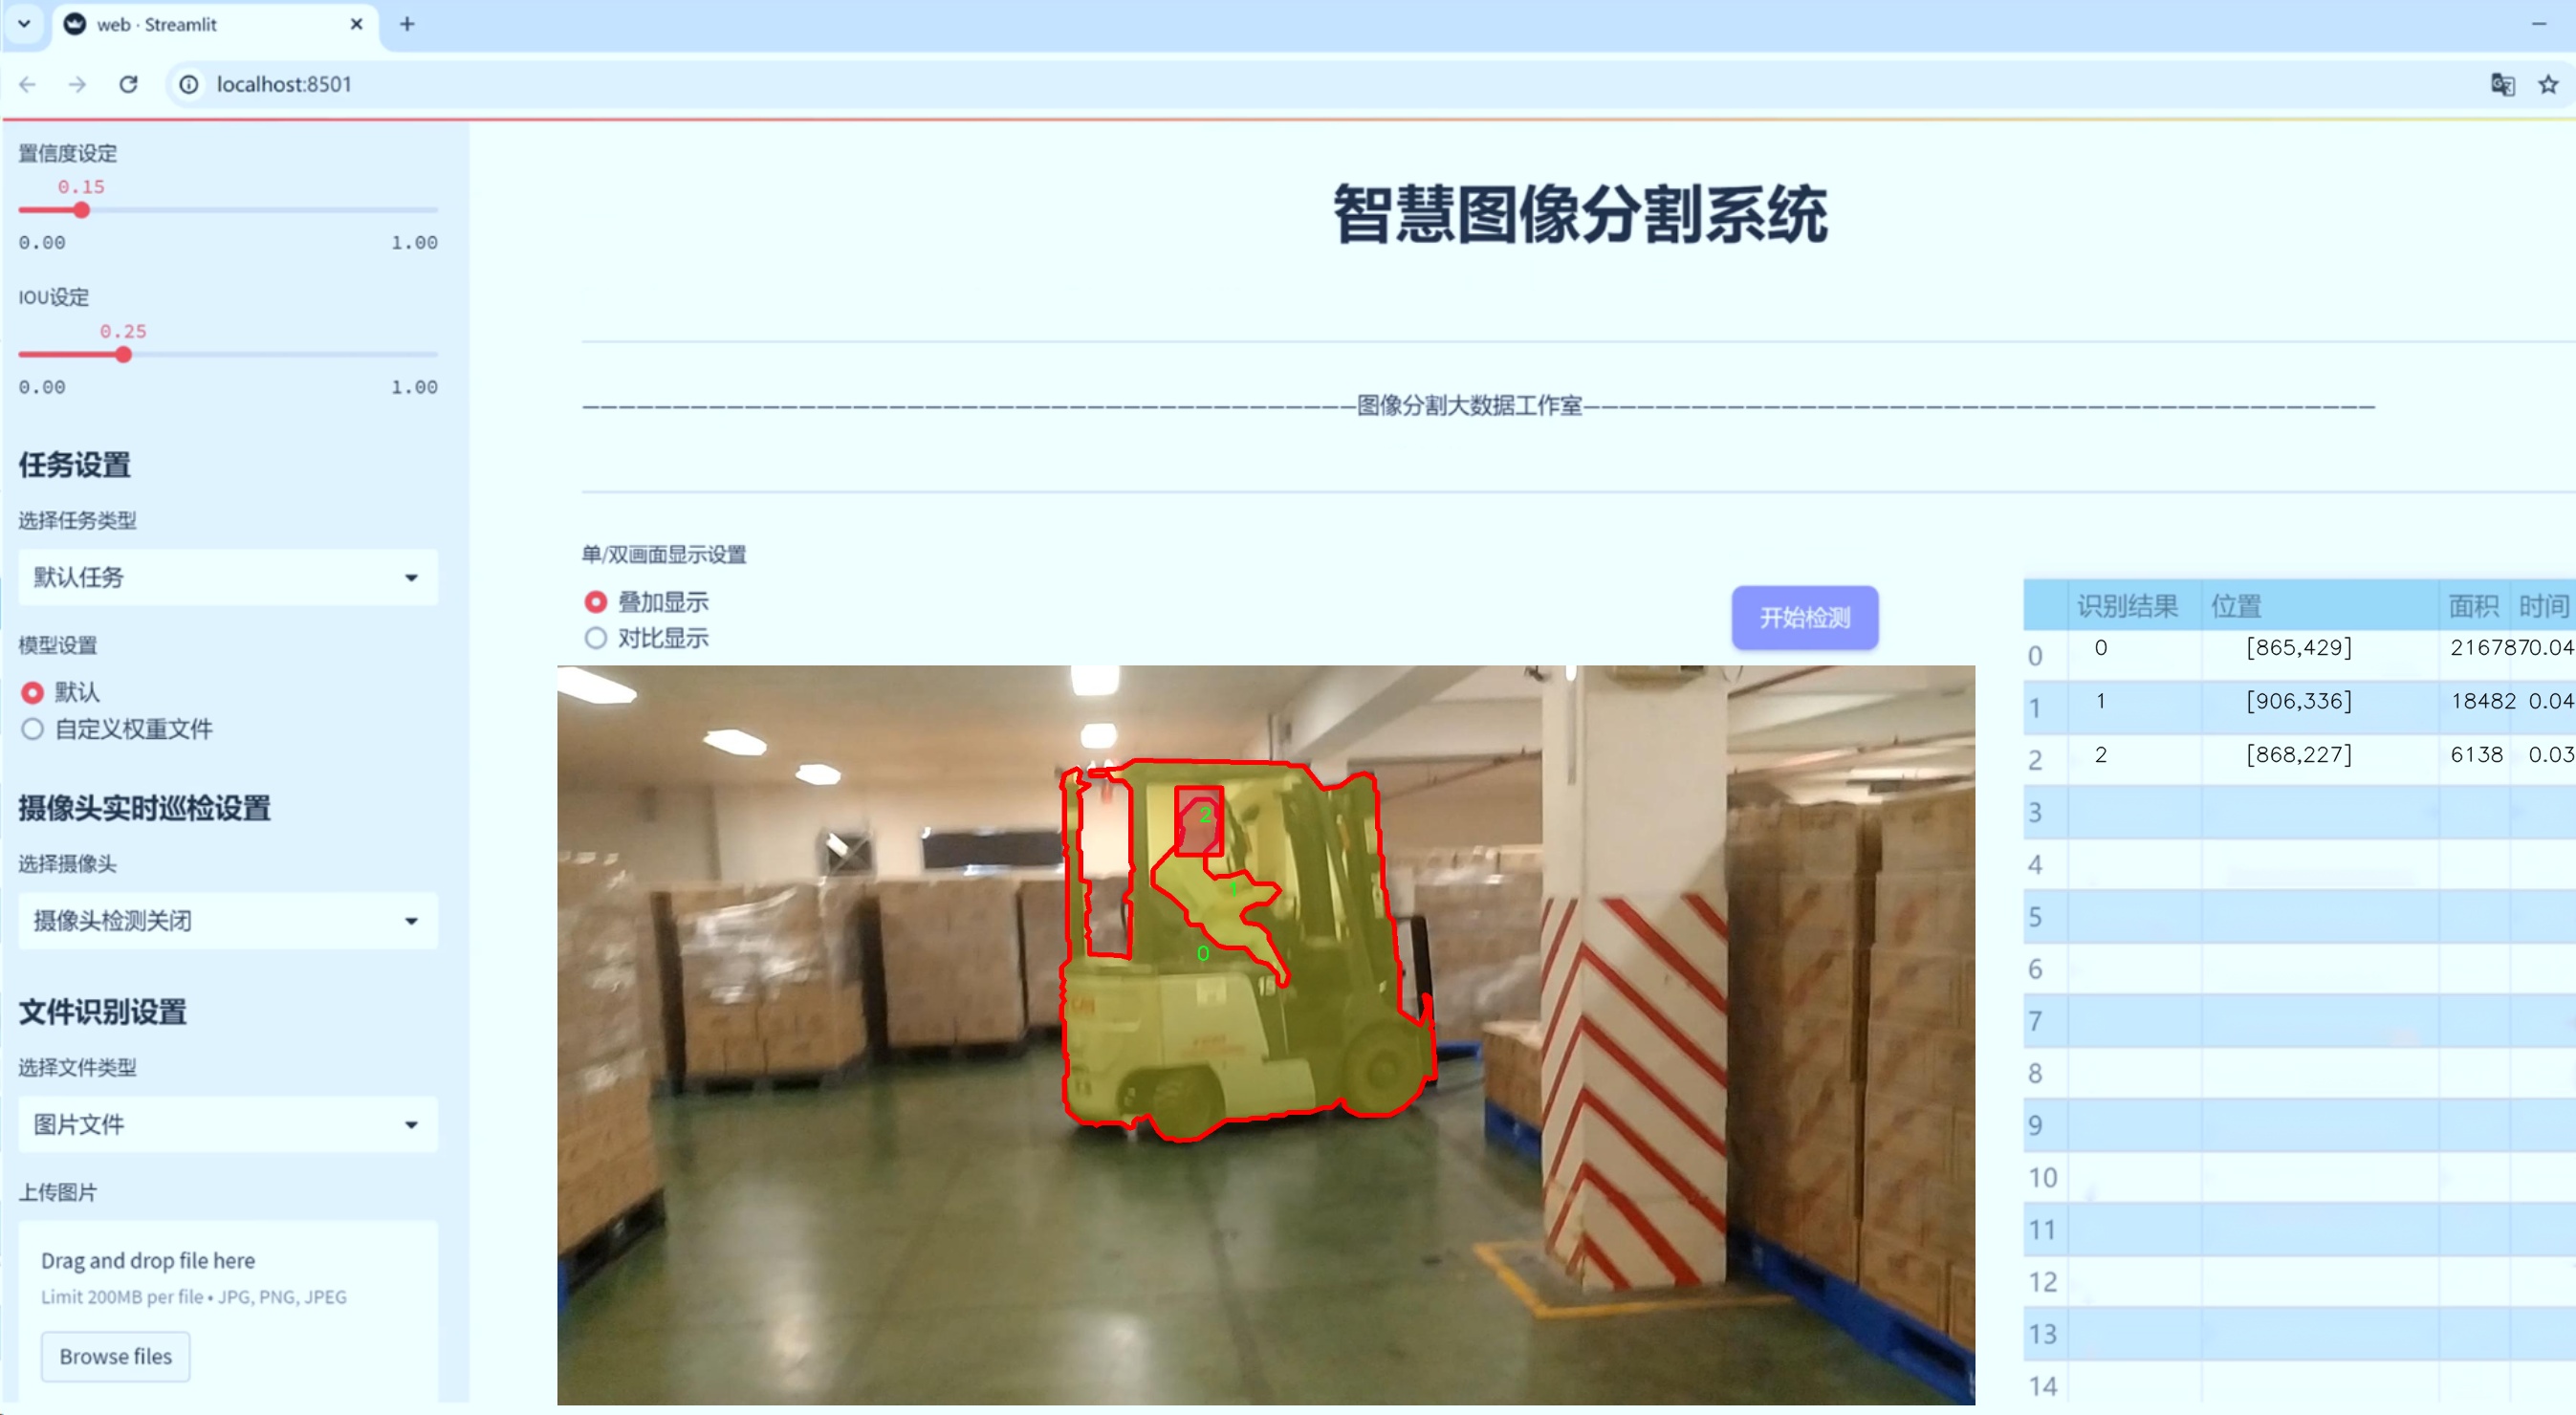 web · Streamlit
localhost:8501
置信度设定
0.15
0.00 1.00
IOU设定
0.25
0.00 1.00
任务设置
选择任务类型
默认任务
模型设置
默认
自定义权重文件
摄像头实时巡检设置
选择摄像头
摄像头检测关闭
文件识别设置
选择文件类型
图片文件
上传图片
Drag and drop file here
Limit 200MB per file • JPG, PNG, JPEG
Browse files
智慧图像分割系统
图像分割大数据工作室
单/双画面显示设置
叠加显示
对比显示
开始检测
2
1
0
识别结果 位置 面积 时间
0 0 [865,429] 216787 0.04
1 1 [906,336] 18482 0.04
2 2 [868,227] 6138 0.03
3
4
5
6
7
8
9
10
11
12
13
14